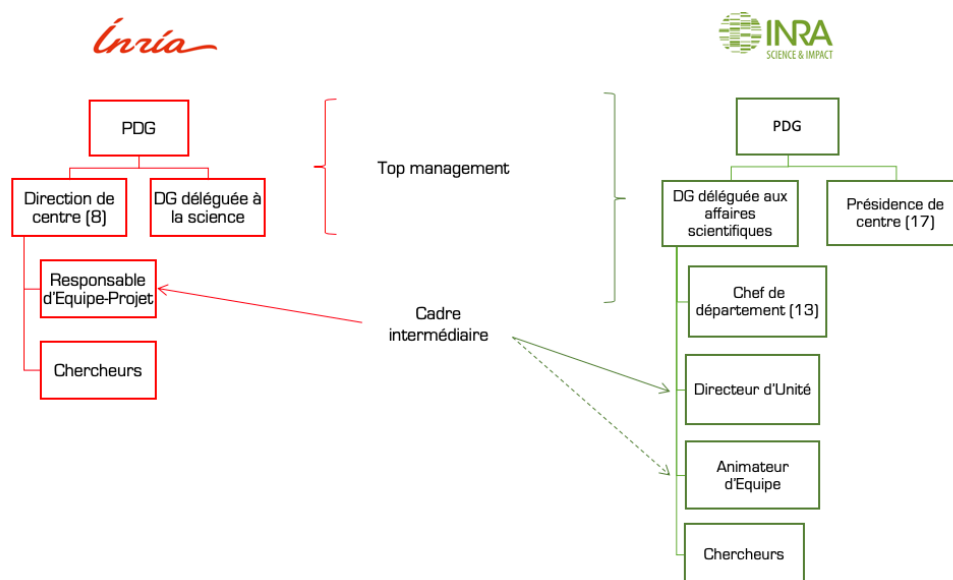 Inria
INRA
SCIENCE & IMPACT
PDG
Direction de
centre (8)
DG déléguée à
la science
Responsable
d'Equipe-Projet
Chercheurs
Top management
Cadre
intermédiaire
PDG
DG déléguée aux
affaires
scientifiques
Présidence de
centre (17)
Chef de
département (13)
Directeur d'Unité
Animateur
d'Equipe
Chercheurs